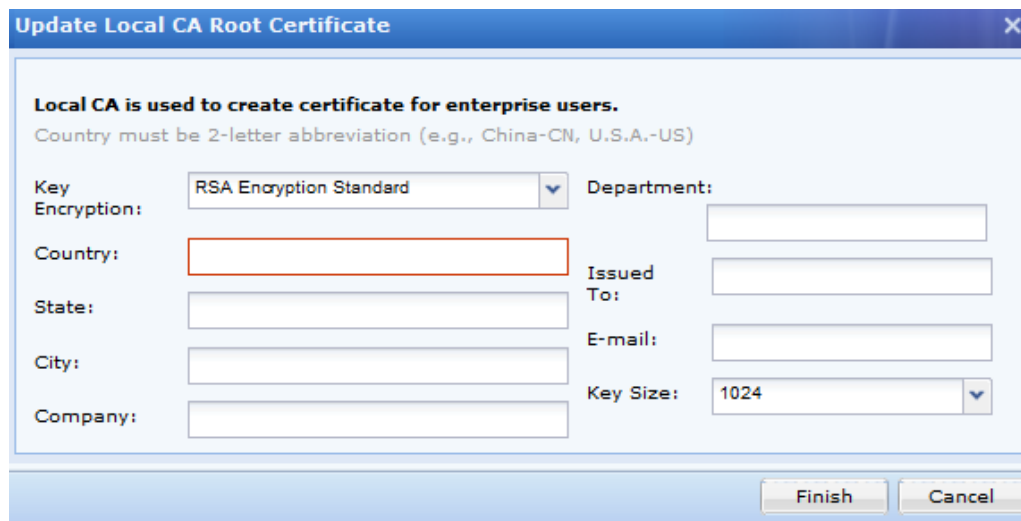 Update Local CA Root Certificate
Local CA is used to create certificate for enterprise users.
Country must be 2-letter abbreviation (e.g., China-CN, U.S.A.-US)
Key
Encryption:
RSA Encryption Standard
Country:
State:
City:
Company:
Department:
Issued
To:
E-mail:
Key Size:
1024
Finish
Cancel